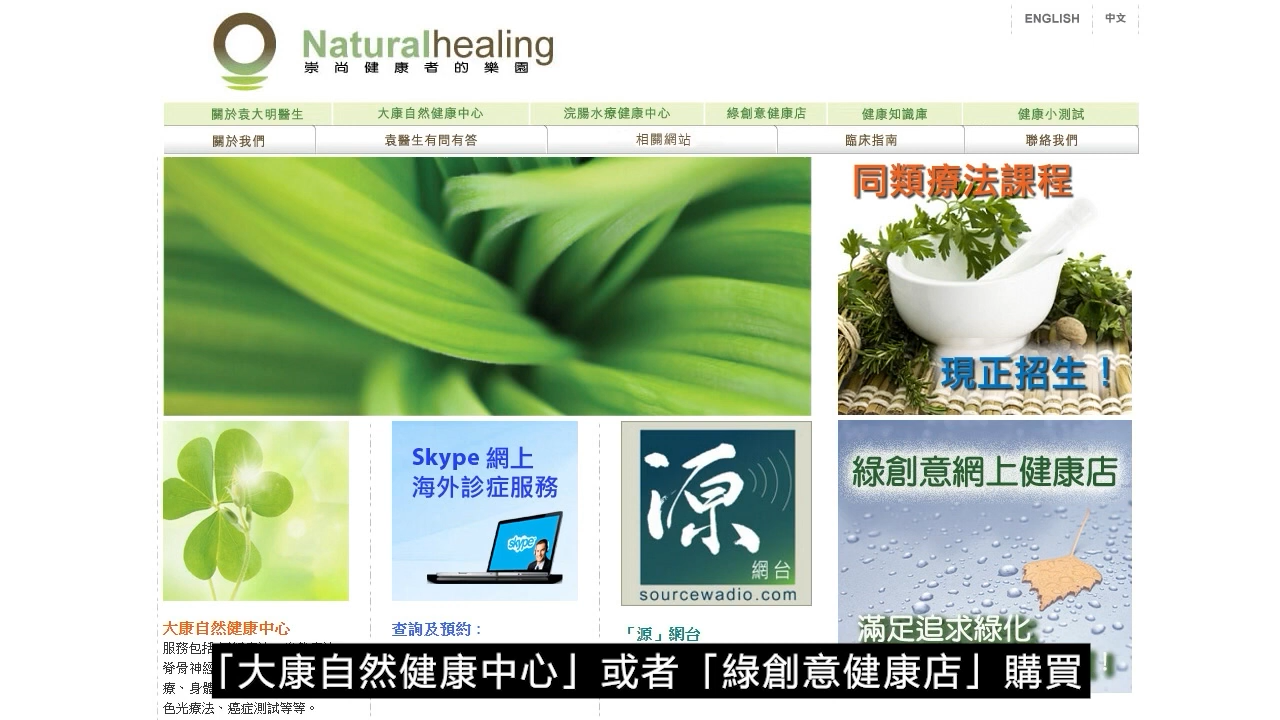 ENGLISH
中文
Naturalhealing
崇尚健康者的樂園
關於袁大明醫生
大康自然健康中心
浣腸水療健康中心
綠創意健康店
健康知識庫
健康小測試
關於我們
袁醫生有問有答
相關網站
臨床指南
聯絡我們
同類療法課程
現正招生！
Skype 網上
海外診症服務
skype
源
網台
sourcewadio.com
綠創意網上健康店
滿足追求綠化
大康自然健康中心
服務包括
脊骨神經
療、身體
色光療法、癌症測試等等。
查詢及預約：
「源」網台
「大康自然健康中心」或者「綠創意健康店」購買